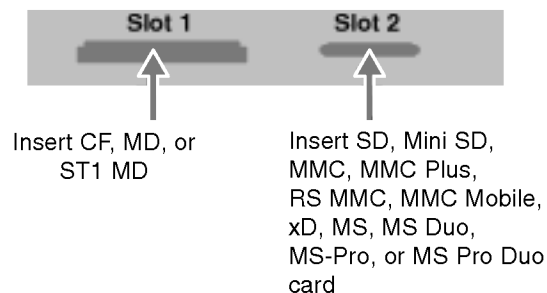 Slot 1
Slot 2
Insert CF, MD, or
ST1 MD
Insert SD, Mini SD,
MMC, MMC Plus,
RS MMC, MMC Mobile,
xD, MS, MS Duo,
MS-Pro, or MS Pro Duo
card